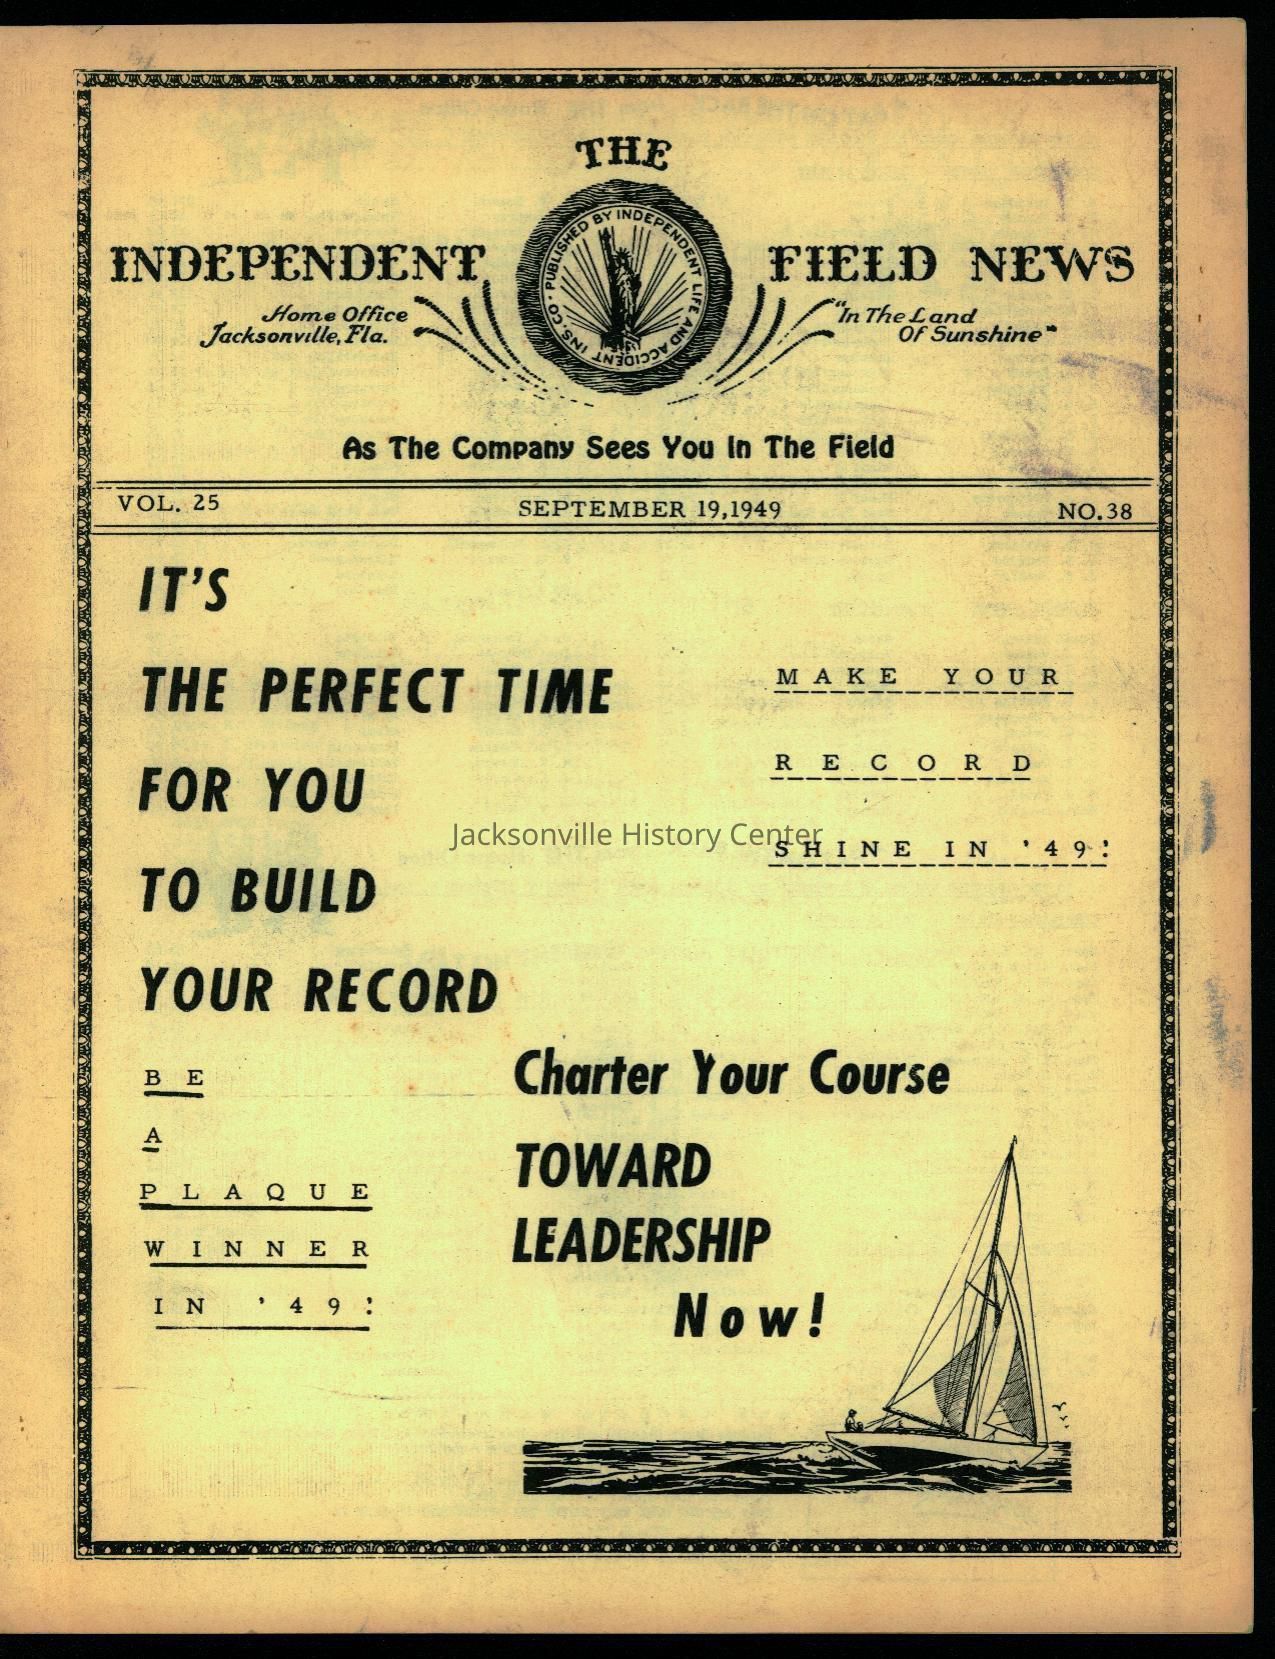 THE
INDEPENDENT FIELD NEWS
PUBLISHED BY INDEPENDENT LIFE AND ACCIDENT INS. CO.
Home Office
Jacksonville, Fla.
"In The Land
Of Sunshine"
As The Company Sees You In The Field
VOL. 25 SEPTEMBER 19,1949 NO.38
IT'S
THE PERFECT TIME
FOR YOU
TO BUILD
YOUR RECORD
MAKE YOUR
RECORD
SHINE IN '49!
Jacksonville History Center
BE
A
PLAQUE
WINNER
IN '49!
Charter Your Course
TOWARD
LEADERSHIP
Now!